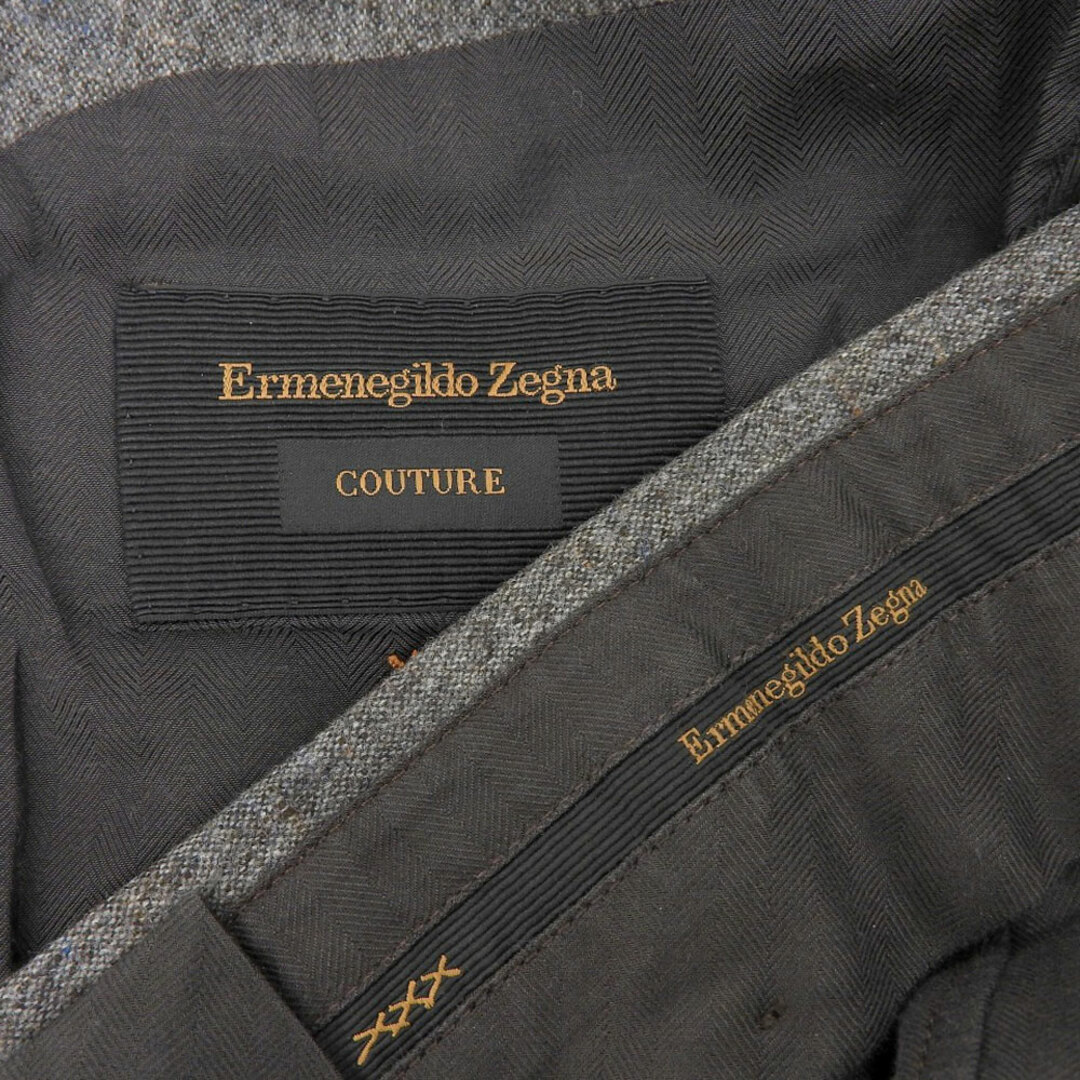 Ermenegildo Zegna
COUTURE
Ermenegildo Zegna
XXX